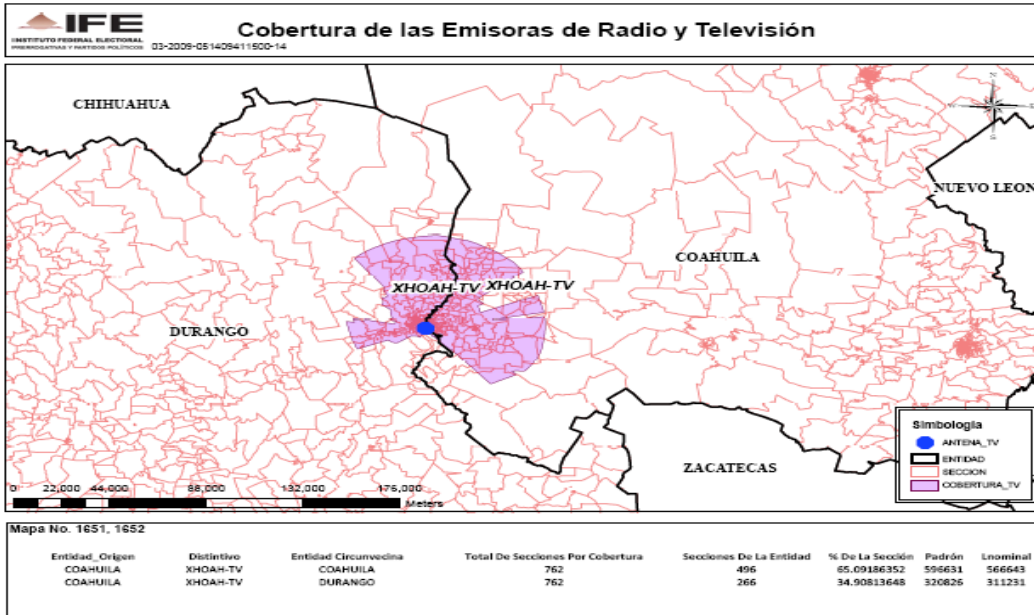 IFE
INSTITUTO FEDERAL ELECTORAL
PRERROGATIVAS Y PARTIDOS POLÍTICOS
03-2009-051409411500-14
Cobertura de las Emisoras de Radio y Televisión
CHIHUAHUA
N
W
NUEVO LEON
COAHUILA
XHOAH-TV XHOAH-TV
DURANGO
ZACATECAS
Simbología
ANTENA_TV
ENTIDAD
SECCION
COBERTURA_TV
0 22,000 44,000 88,000 132,000 176,000
Meters
Mapa No. 1651, 1652
Entidad_Origen Distintivo Entidad Circunvecina Total De Secciones Por Cobertura Secciones De La Entidad % De La Sección Padrón Lnominal
COAHUILA XHOAH-TV COAHUILA 762 496 65.09186352 596631 566643
COAHUILA XHOAH-TV DURANGO 762 266 34.90813648 320826 311231